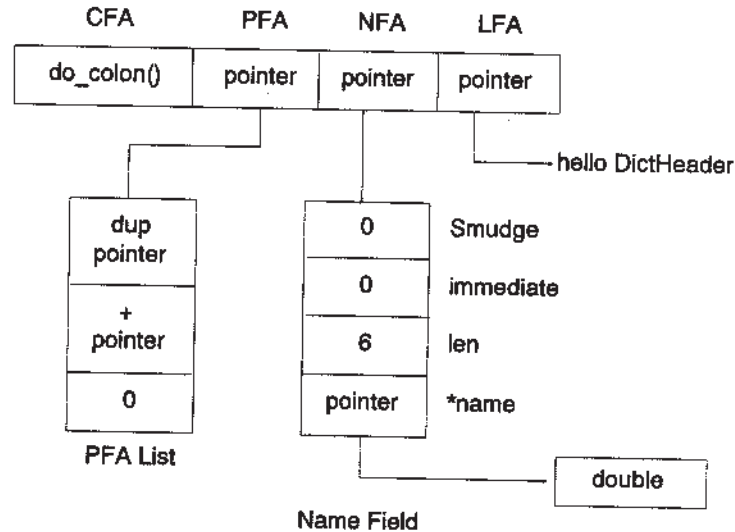 CFA PFA NFA LFA
do_colon() pointer pointer pointer
hello DictHeader
dup
pointer
+
pointer
0
PFA List
0 Smudge
0 immediate
6 len
pointer *name
double
Name Field